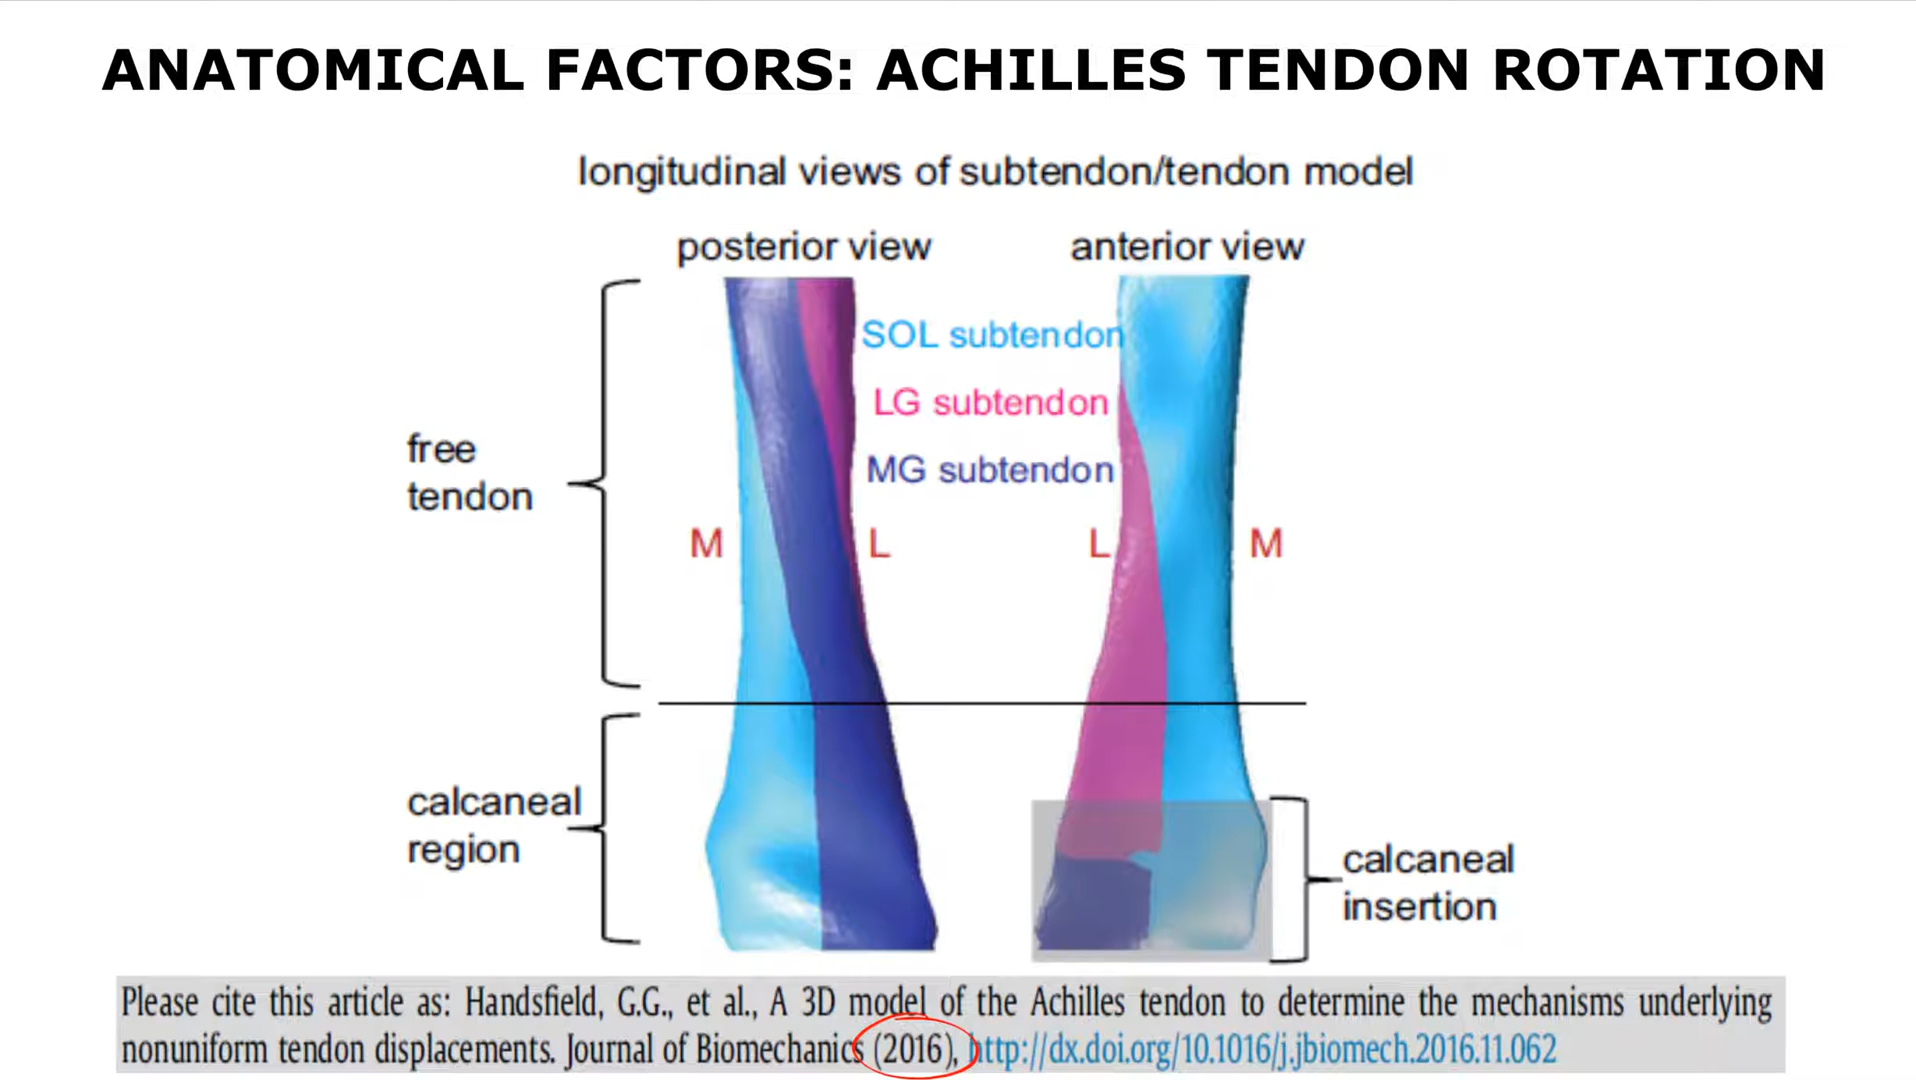 ANATOMICAL FACTORS: ACHILLES TENDON ROTATION
longitudinal views of subtendon/tendon model
posterior view
anterior view
SOL subtendon
LG subtendon
MG subtendon
free
tendon
M
L
L
M
calcaneal
region
calcaneal
insertion
Please cite this article as: Handsfield, G.G., et al., A 3D model of the Achilles tendon to determine the mechanisms underlying
nonuniform tendon displacements. Journal of Biomechanics (2016), http://dx.doi.org/10.1016/j.jbiomech.2016.11.062